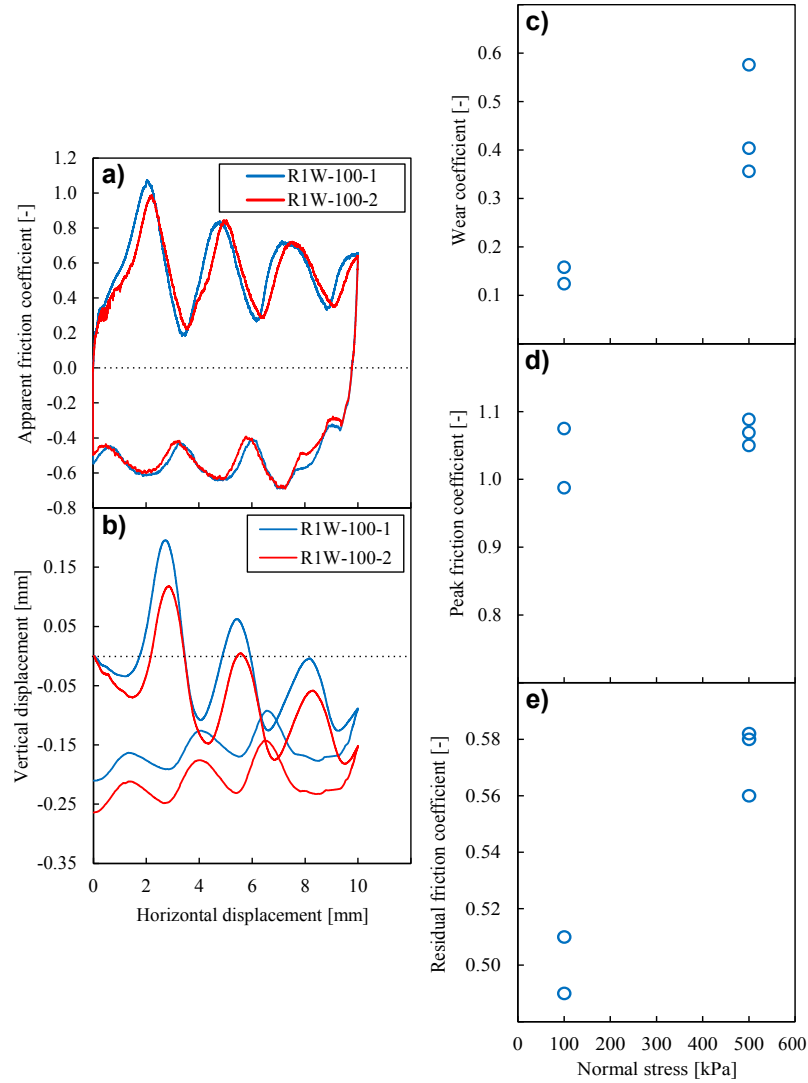 a)
R1W-100-1
R1W-100-2
Apparent friction coefficient [-]
1.2
1.0
0.8
0.6
0.4
0.2
0.0
-0.2
-0.4
-0.6
-0.8
b)
R1W-100-1
R1W-100-2
Vertical displacement [mm]
0.15
0.05
-0.05
-0.15
-0.25
-0.35
0 2 4 6 8 10
Horizontal displacement [mm]
c)
Wear coefficient [-]
0.6
0.5
0.4
0.3
0.2
0.1
d)
Peak friction coefficient [-]
1.1
1.0
0.9
0.8
e)
Residual friction coefficient [-]
0.58
0.56
0.54
0.52
0.50
0 100 200 300 400 500 600
Normal stress [kPa]